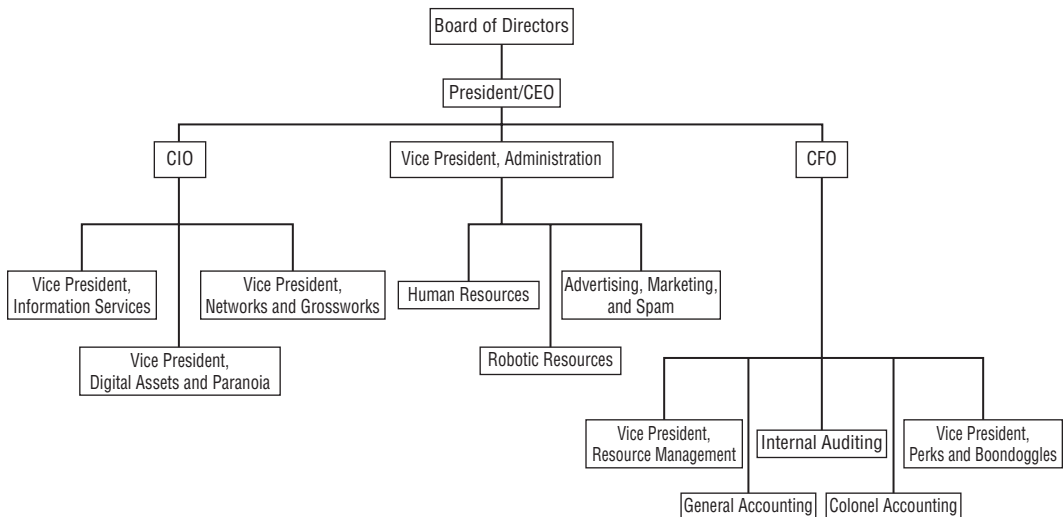 Board of Directors
President/CEO
CIO
Vice President, Administration
CFO
Vice President,
Information Services
Vice President,
Networks and Grossworks
Human Resources
Advertising, Marketing,
and Spam
Vice President,
Digital Assets and Paranoia
Robotic Resources
Vice President,
Resource Management
Internal Auditing
Vice President,
Perks and Boondoggles
General Accounting
Colonel Accounting